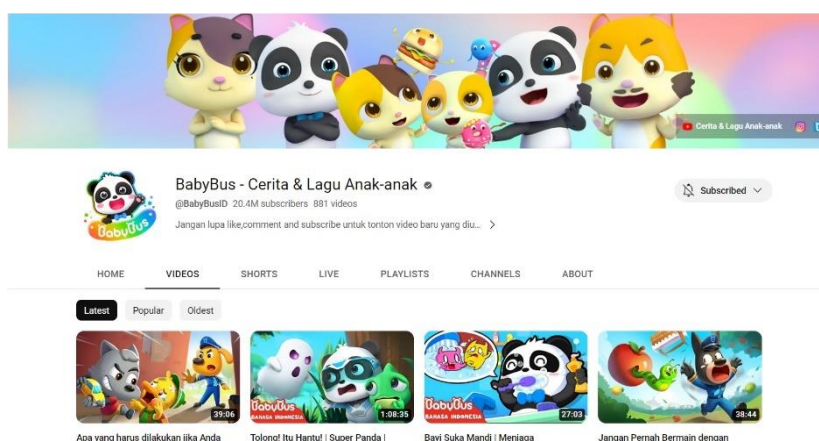 Cerita & Lagu Anak-anak
BabyBus
BabyBus - Cerita & Lagu Anak-anak
@BabyBusID 20.4M subscribers 881 videos
Subscribed
Jangan lupa like,comment and subscribe untuk tonton video baru yang diu...
HOME VIDEOS SHORTS LIVE PLAYLISTS CHANNELS ABOUT
Latest Popular Oldest
39:06
BabyBus
BAHASA INDONESIA
1:08:35
BabyBus
BAHASA INDONESIA
27:03
38:44
Apa yang harus dilakukan jika Anda
Tolong! Itu Hantu! | Super Panda |
Bayi Suka Mandi | Menjaga
Jangan Pernah Bermain dengan